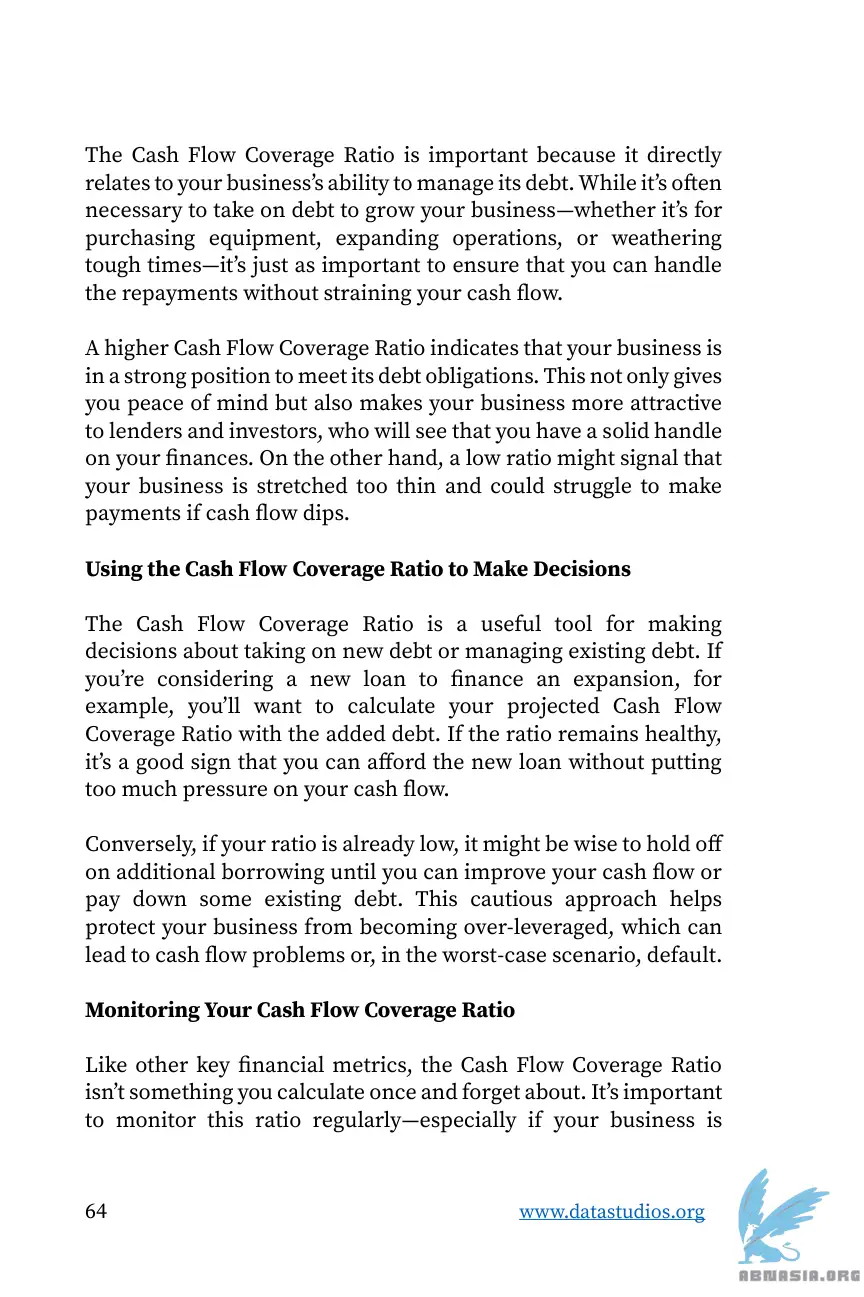 The Cash Flow Coverage Ratio is important because it directly
relates to your business’s ability to manage its debt. While it’s often
necessary to take on debt to grow your business—whether it’s for
purchasing equipment, expanding operations, or weathering
tough times—it’s just as important to ensure that you can handle
the repayments without straining your cash flow.
A higher Cash Flow Coverage Ratio indicates that your business is
in a strong position to meet its debt obligations. This not only gives
you peace of mind but also makes your business more attractive
to lenders and investors, who will see that you have a solid handle
on your finances. On the other hand, a low ratio might signal that
your business is stretched too thin and could struggle to make
payments if cash flow dips.
Using the Cash Flow Coverage Ratio to Make Decisions
The Cash Flow Coverage Ratio is a useful tool for making
decisions about taking on new debt or managing existing debt. If
you’re considering a new loan to finance an expansion, for
example, you’ll want to calculate your projected Cash Flow
Coverage Ratio with the added debt. If the ratio remains healthy,
it’s a good sign that you can afford the new loan without putting
too much pressure on your cash flow.
Conversely, if your ratio is already low, it might be wise to hold off
on additional borrowing until you can improve your cash flow or
pay down some existing debt. This cautious approach helps
protect your business from becoming over-leveraged, which can
lead to cash flow problems or, in the worst-case scenario, default.
Monitoring Your Cash Flow Coverage Ratio
Like other key financial metrics, the Cash Flow Coverage Ratio
isn’t something you calculate once and forget about. It’s important
to monitor this ratio regularly—especially if your business is
64
www.datastudios.org
ABNASIA.ORG